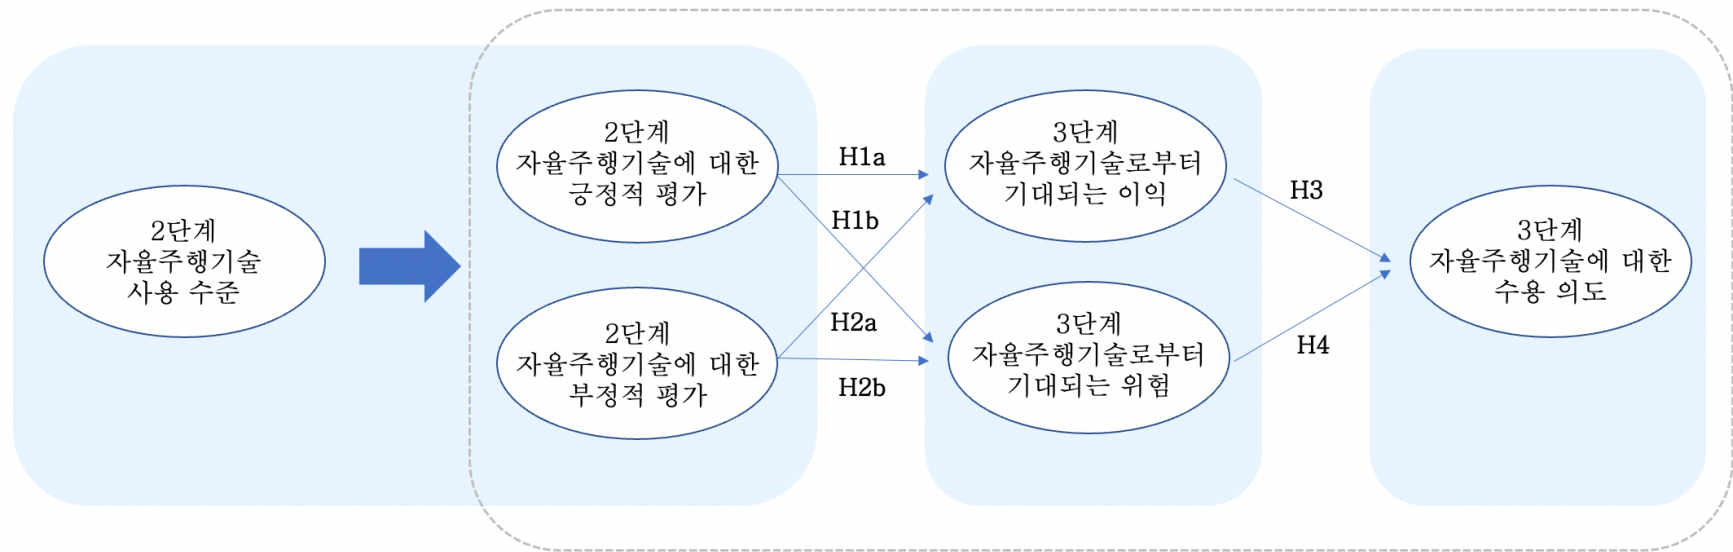 2단계
자율주행기술
사용 수준
2단계
자율주행기술에 대한
긍정적 평가
2단계
자율주행기술에 대한
부정적 평가
H1a
H1b
H2a
H2b
3단계
자율주행기술로부터
기대되는 이익
3단계
자율주행기술로부터
기대되는 위험
H3
H4
3단계
자율주행기술에 대한
수용 의도